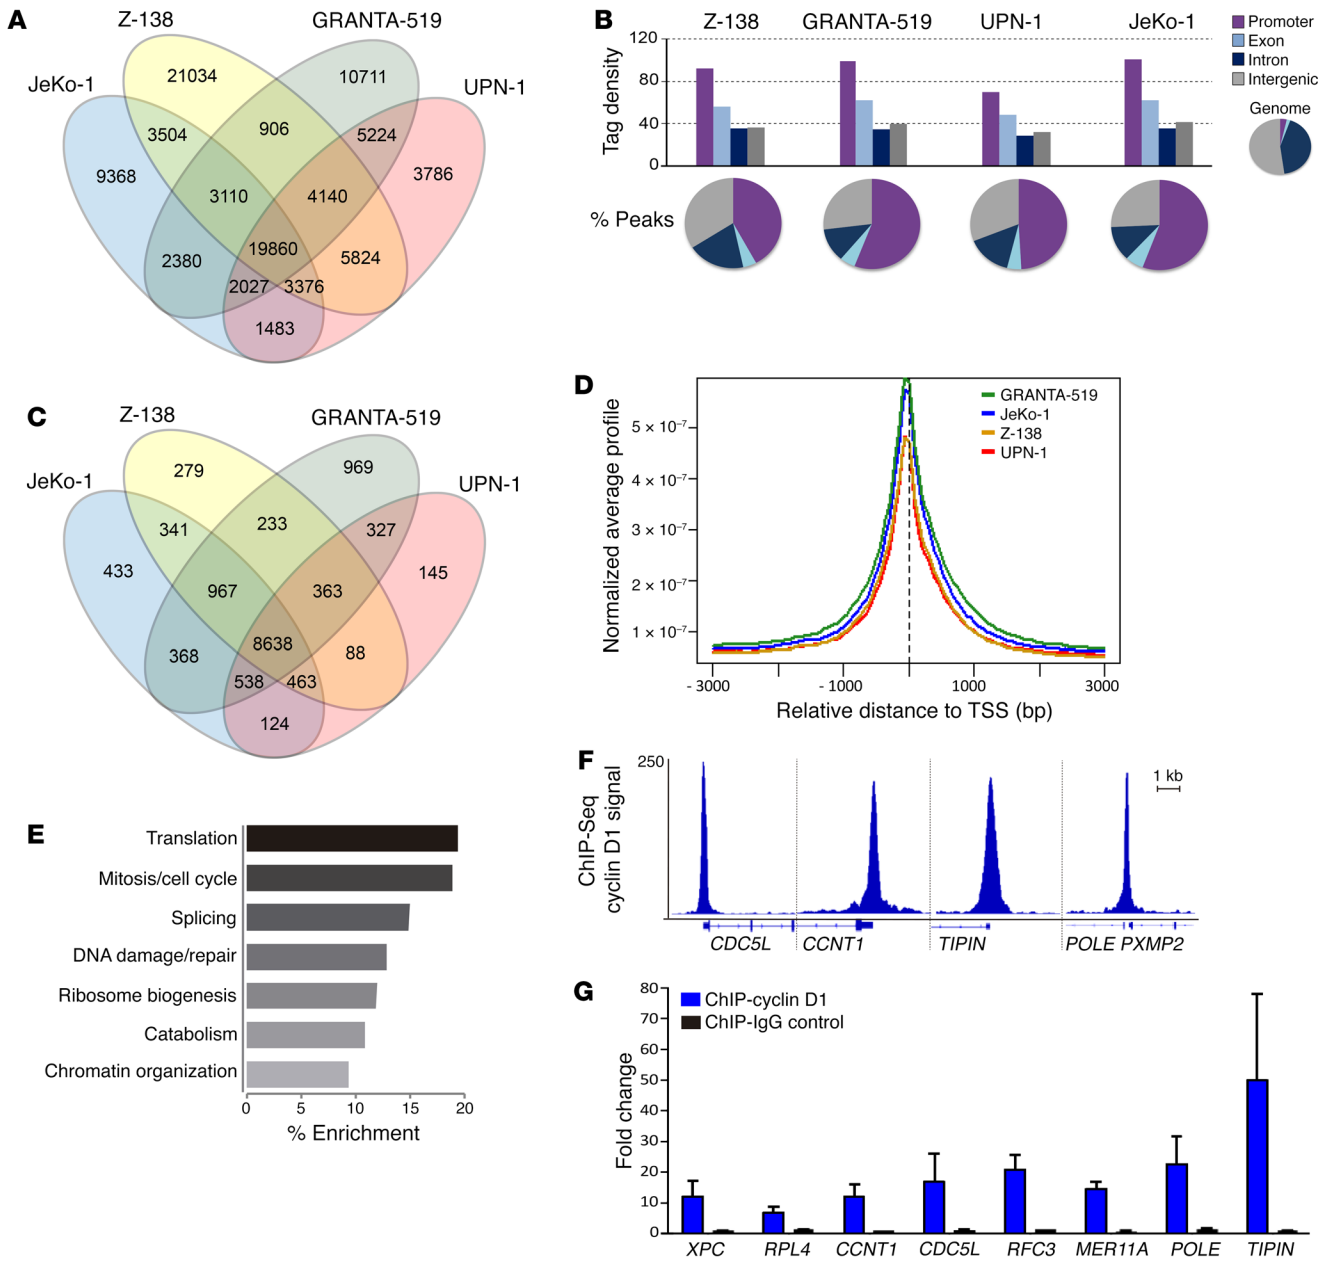 A
Z-138
GRANTA-519
JeKo-1
UPN-1
21034
10711
3504
906
5224
9368
3786
3110
4140
19860
2380
5824
2027
3376
1483
B
Z-138
GRANTA-519
UPN-1
JeKo-1
Tag density
120
80
40
0
Promoter
Exon
Intron
Intergenic
Genome
% Peaks
C
Z-138
GRANTA-519
JeKo-1
UPN-1
279
969
341
233
327
433
145
967
363
8638
368
88
538
463
124
D
Normalized average profile
5 × 10⁻⁷
4 × 10⁻⁷
3 × 10⁻⁷
2 × 10⁻⁷
1 × 10⁻⁷
GRANTA-519
JeKo-1
Z-138
UPN-1
- 3000
- 1000
1000
3000
Relative distance to TSS (bp)
E
Translation
Mitosis/cell cycle
Splicing
DNA damage/repair
Ribosome biogenesis
Catabolism
Chromatin organization
0
5
10
15
20
% Enrichment
F
ChIP-Seq
cyclin D1 signal
250
1 kb
CDC5L
CCNT1
TIPIN
POLE PXMP2
G
Fold change
80
70
60
50
40
30
20
10
0
ChIP-cyclin D1
ChIP-IgG control
XPC
RPL4
CCNT1
CDC5L
RFC3
MER11A
POLE
TIPIN